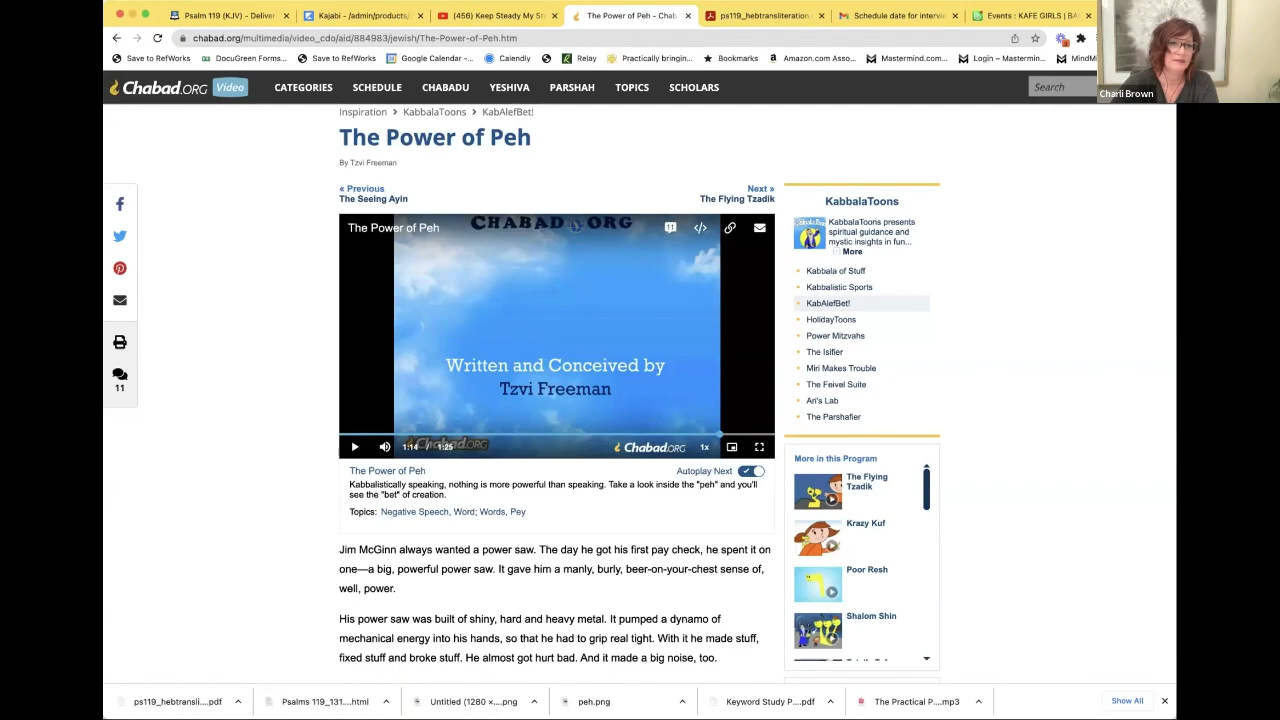 Psalm 119 (KJV) - Deliver
Kajabi - /admin/products/
(456) Keep Steady My St
The Power of Peh - Chab
ps119_hebtransliteration
Schedule date for intervie
Events : KAFE GIRLS | BA
chabad.org/multimedia/video_cdo/aid/884983/jewish/The-Power-of-Peh.htm
Save to RefWorks
DocuGreen Forms...
Save to RefWorks
Google Calendar -...
Calendly
Relay
Practically bringin...
Bookmarks
Amazon.com Asso...
Mastermind.com...
Login – Mastermin...
MindMi
Charli Brown
Chabad.ORG Video
CATEGORIES
SCHEDULE
CHABADU
YESHIVA
PARSHAH
TOPICS
SCHOLARS
Search
Inspiration > KabbalaToons > KabAlefBet!
The Power of Peh
By Tzvi Freeman
« Previous
The Seeing Ayin
Next »
The Flying Tzadik
CHABAD.ORG
The Power of Peh
Written and Conceived by
Tzvi Freeman
1:14 / 1:25
Chabad.ORG
Chabad.ORG
1x
The Power of Peh
Autoplay Next
Kabbalistically speaking, nothing is more powerful than speaking. Take a look inside the "peh" and you'll
see the "bet" of creation.
Topics: Negative Speech, Word; Words, Pey
Jim McGinn always wanted a power saw. The day he got his first pay check, he spent it on
one—a big, powerful power saw. It gave him a manly, burly, beer-on-your-chest sense of,
well, power.
His power saw was built of shiny, hard and heavy metal. It pumped a dynamo of
mechanical energy into his hands, so that he had to grip real tight. With it he made stuff,
fixed stuff and broke stuff. He almost got hurt bad. And it made a big noise, too.
11
KabbalaToons
KabbalaToons presents
spiritual guidance and
mystic insights in fun...
More
Kabbala of Stuff
Kabbalistic Sports
KabAlefBet!
HolidayToons
Power Mitzvahs
The Isifier
Miri Makes Trouble
The Feivel Suite
Ari's Lab
The Parshafier
More in this Program
The Flying
Tzadik
Krazy Kuf
Poor Resh
Shalom Shin
ps119_hebtransli....pdf
Psalms 119_131....html
Untitled (1280 ×....png
peh.png
Keyword Study P....pdf
The Practical P....mp3
Show All